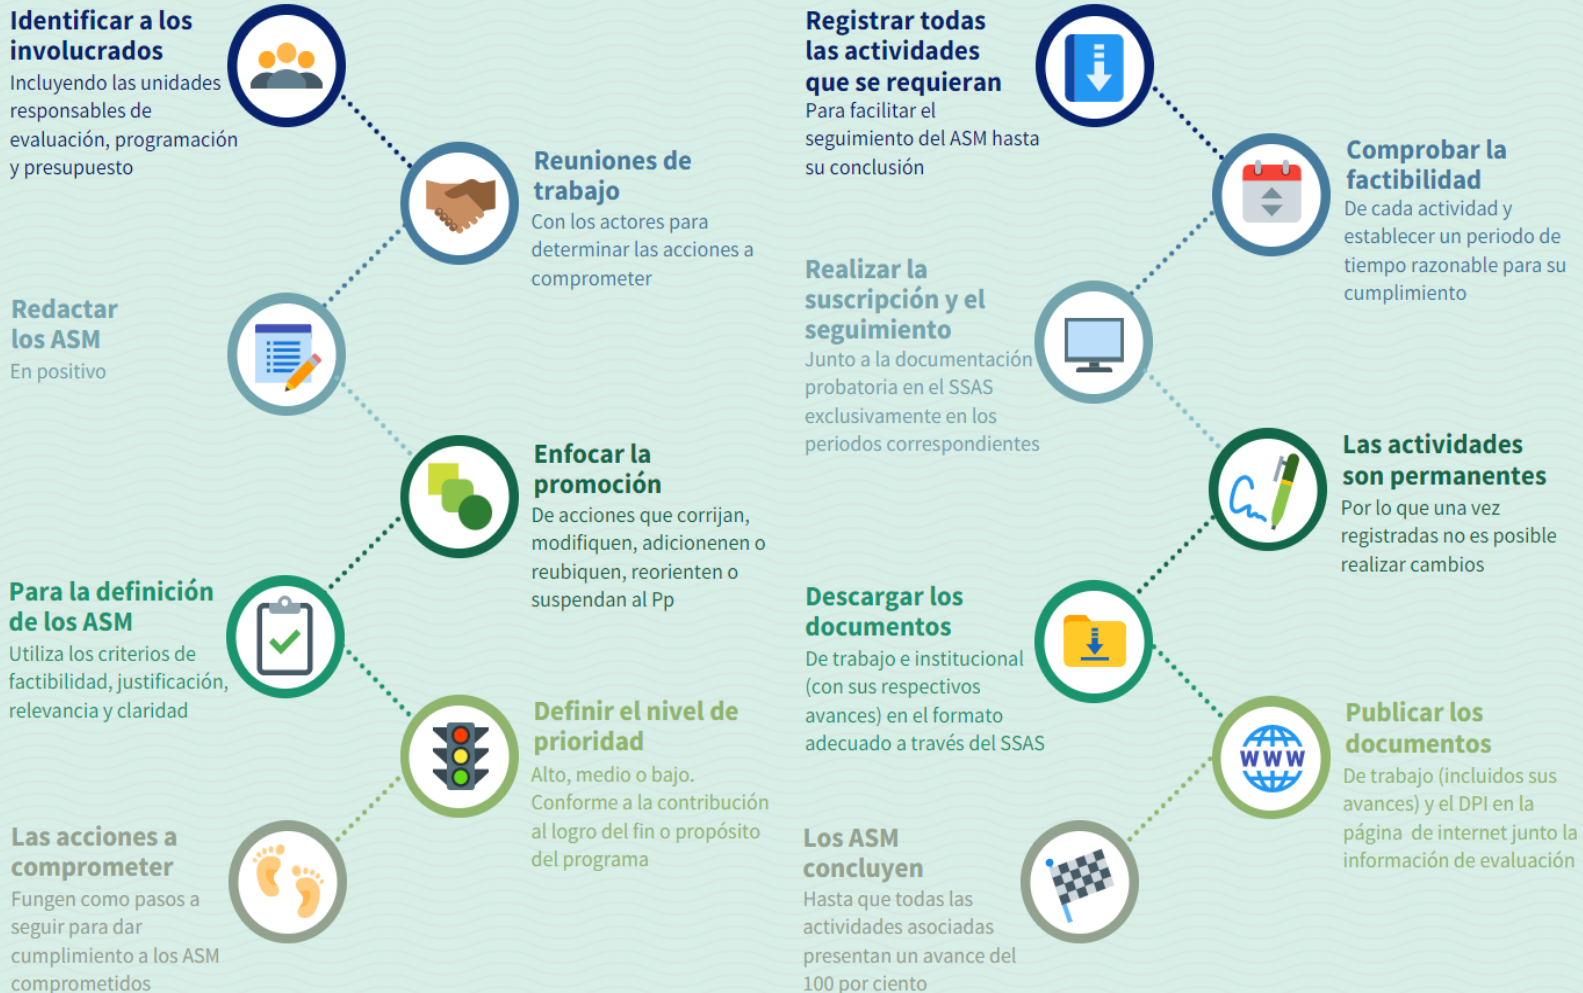 Identificar a los
involucrados
Incluyendo las unidades
responsables de
evaluación, programación
y presupuesto
Reuniones de
trabajo
Con los actores para
determinar las acciones a
comprometer
Redactar
los ASM
En positivo
Enfocar la
promoción
De acciones que corrijan,
modifiquen, adicionenen o
reubiquen, reorienten o
suspendan al Pp
Para la definición
de los ASM
Utiliza los criterios de
factibilidad, justificación,
relevancia y claridad
Definir el nivel de
prioridad
Alto, medio o bajo.
Conforme a la contribución
al logro del fin o propósito
del programa
Las acciones a
comprometer
Fungen como pasos a
seguir para dar
cumplimiento a los ASM
comprometidos
Registrar todas
las actividades
que se requieran
Para facilitar el
seguimiento del ASM hasta
su conclusión
Comprobar la
factibilidad
De cada actividad y
establecer un periodo de
tiempo razonable para su
cumplimiento
Realizar la
suscripción y el
seguimiento
Junto a la documentación
probatoria en el SSAS
exclusivamente en los
periodos correspondientes
Las actividades
son permanentes
Por lo que una vez
registradas no es posible
realizar cambios
Descargar los
documentos
De trabajo e institucional
(con sus respectivos
avances) en el formato
adecuado a través del SSAS
Publicar los
documentos
De trabajo (incluidos sus
avances) y el DPI en la
página de internet junto la
información de evaluación
WWW
Los ASM
concluyen
Hasta que todas las
actividades asociadas
presentan un avance del
100 por ciento